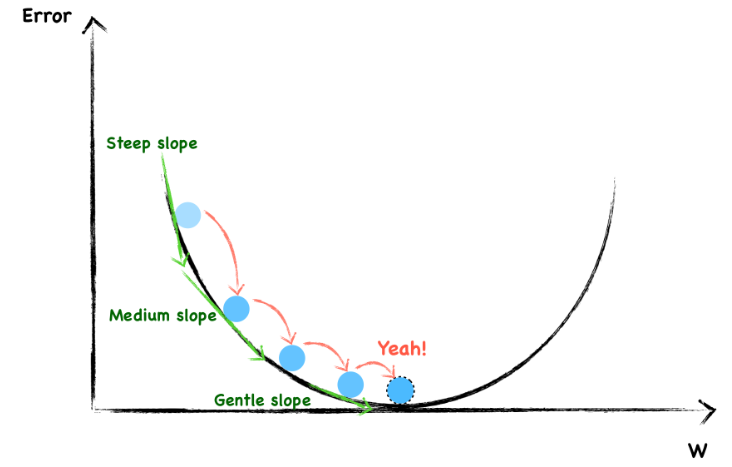 Error
Steep slope
Medium slope
Yeah!
Gentle slope
W